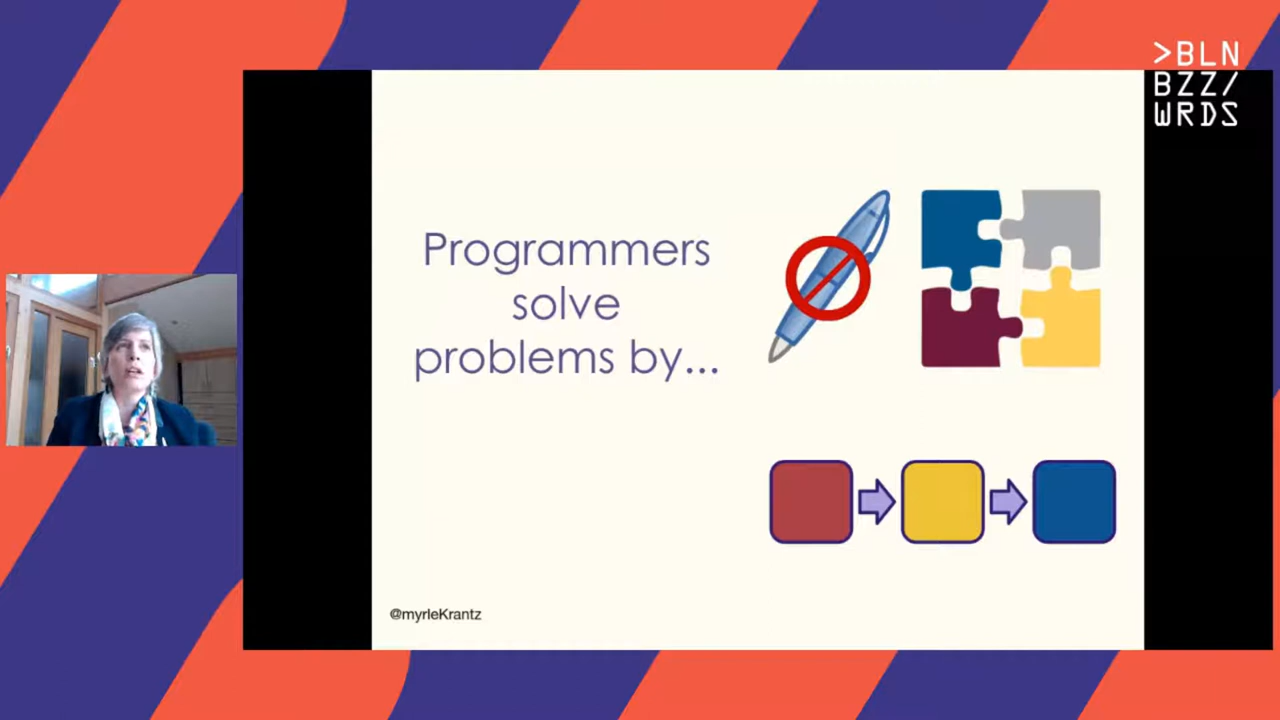 >BLN
BZZ/
WRDS
Programmers
solve
problems by...
@myrleKrantz